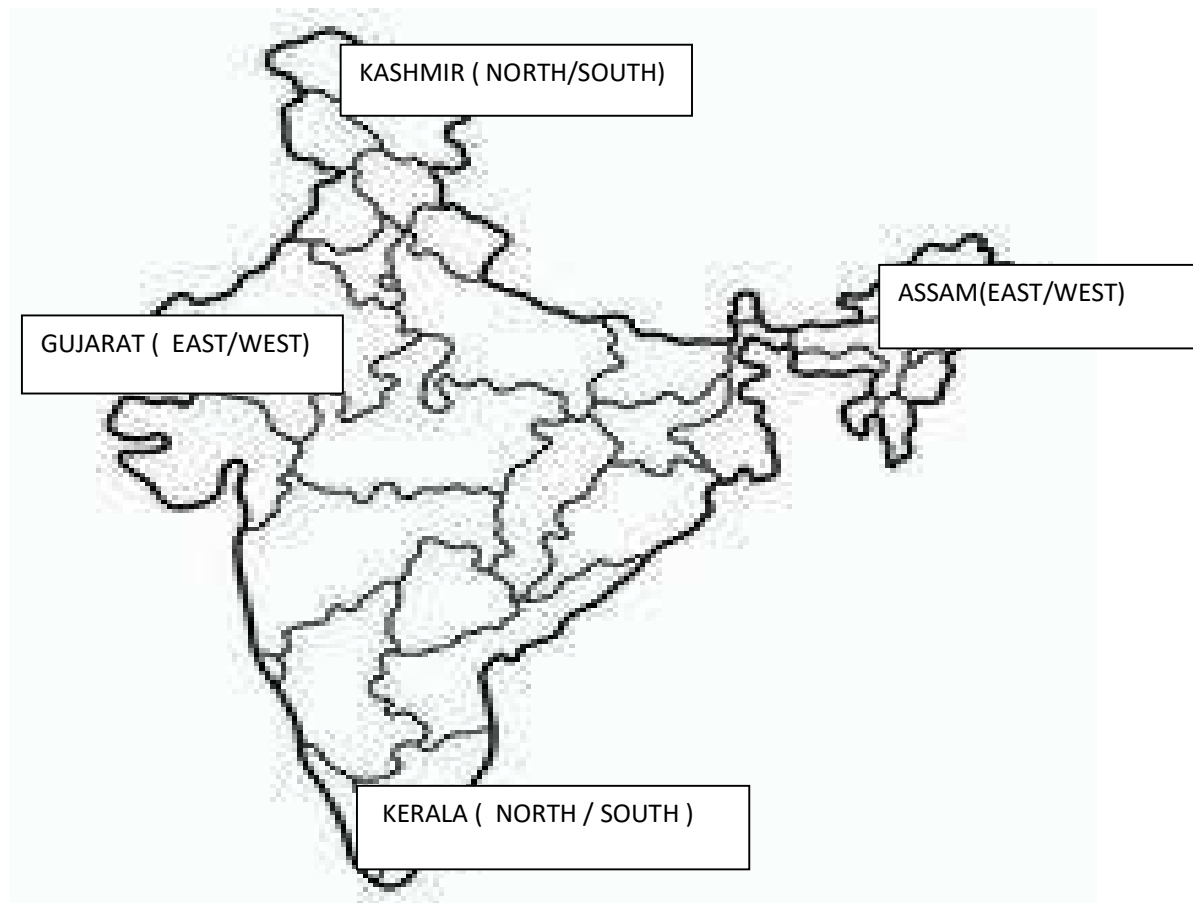 KASHMIR ( NORTH/SOUTH)
ASSAM(EAST/WEST)
GUJARAT (  EAST/WEST)
KERALA (  NORTH / SOUTH )